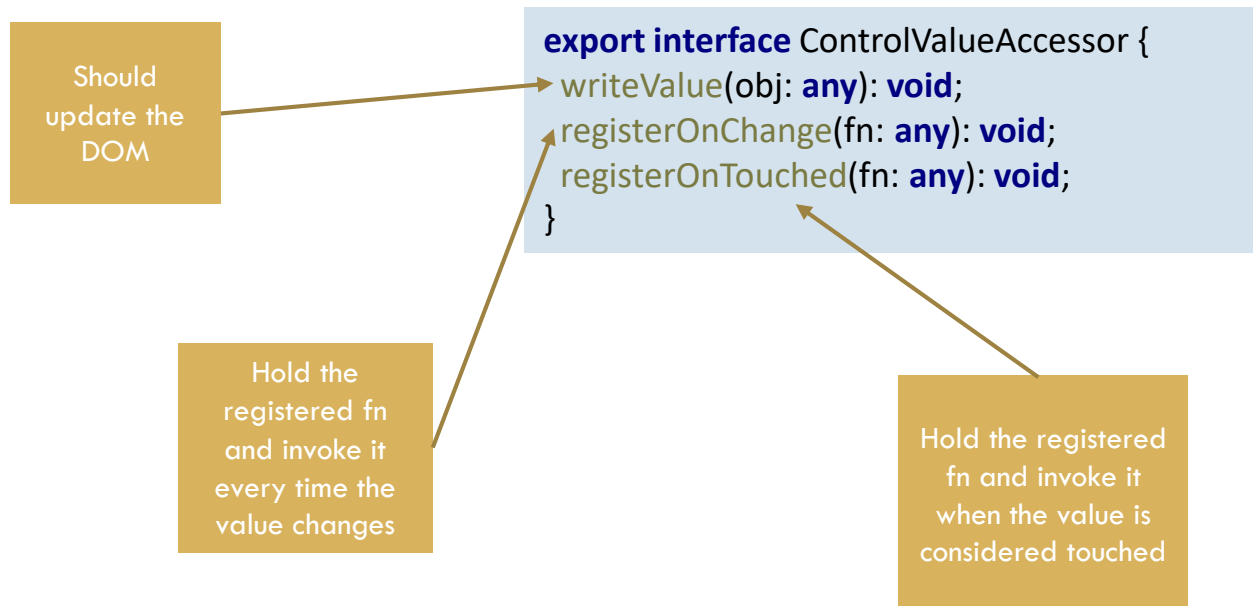 Should
update the
DOM
export interface ControlValueAccessor {
writeValue(obj: any): void;
registerOnChange(fn: any): void;
registerOnTouched(fn: any): void;
}
Hold the
registered fn
and invoke it
every time the
value changes
Hold the registered
fn and invoke it
when the value is
considered touched